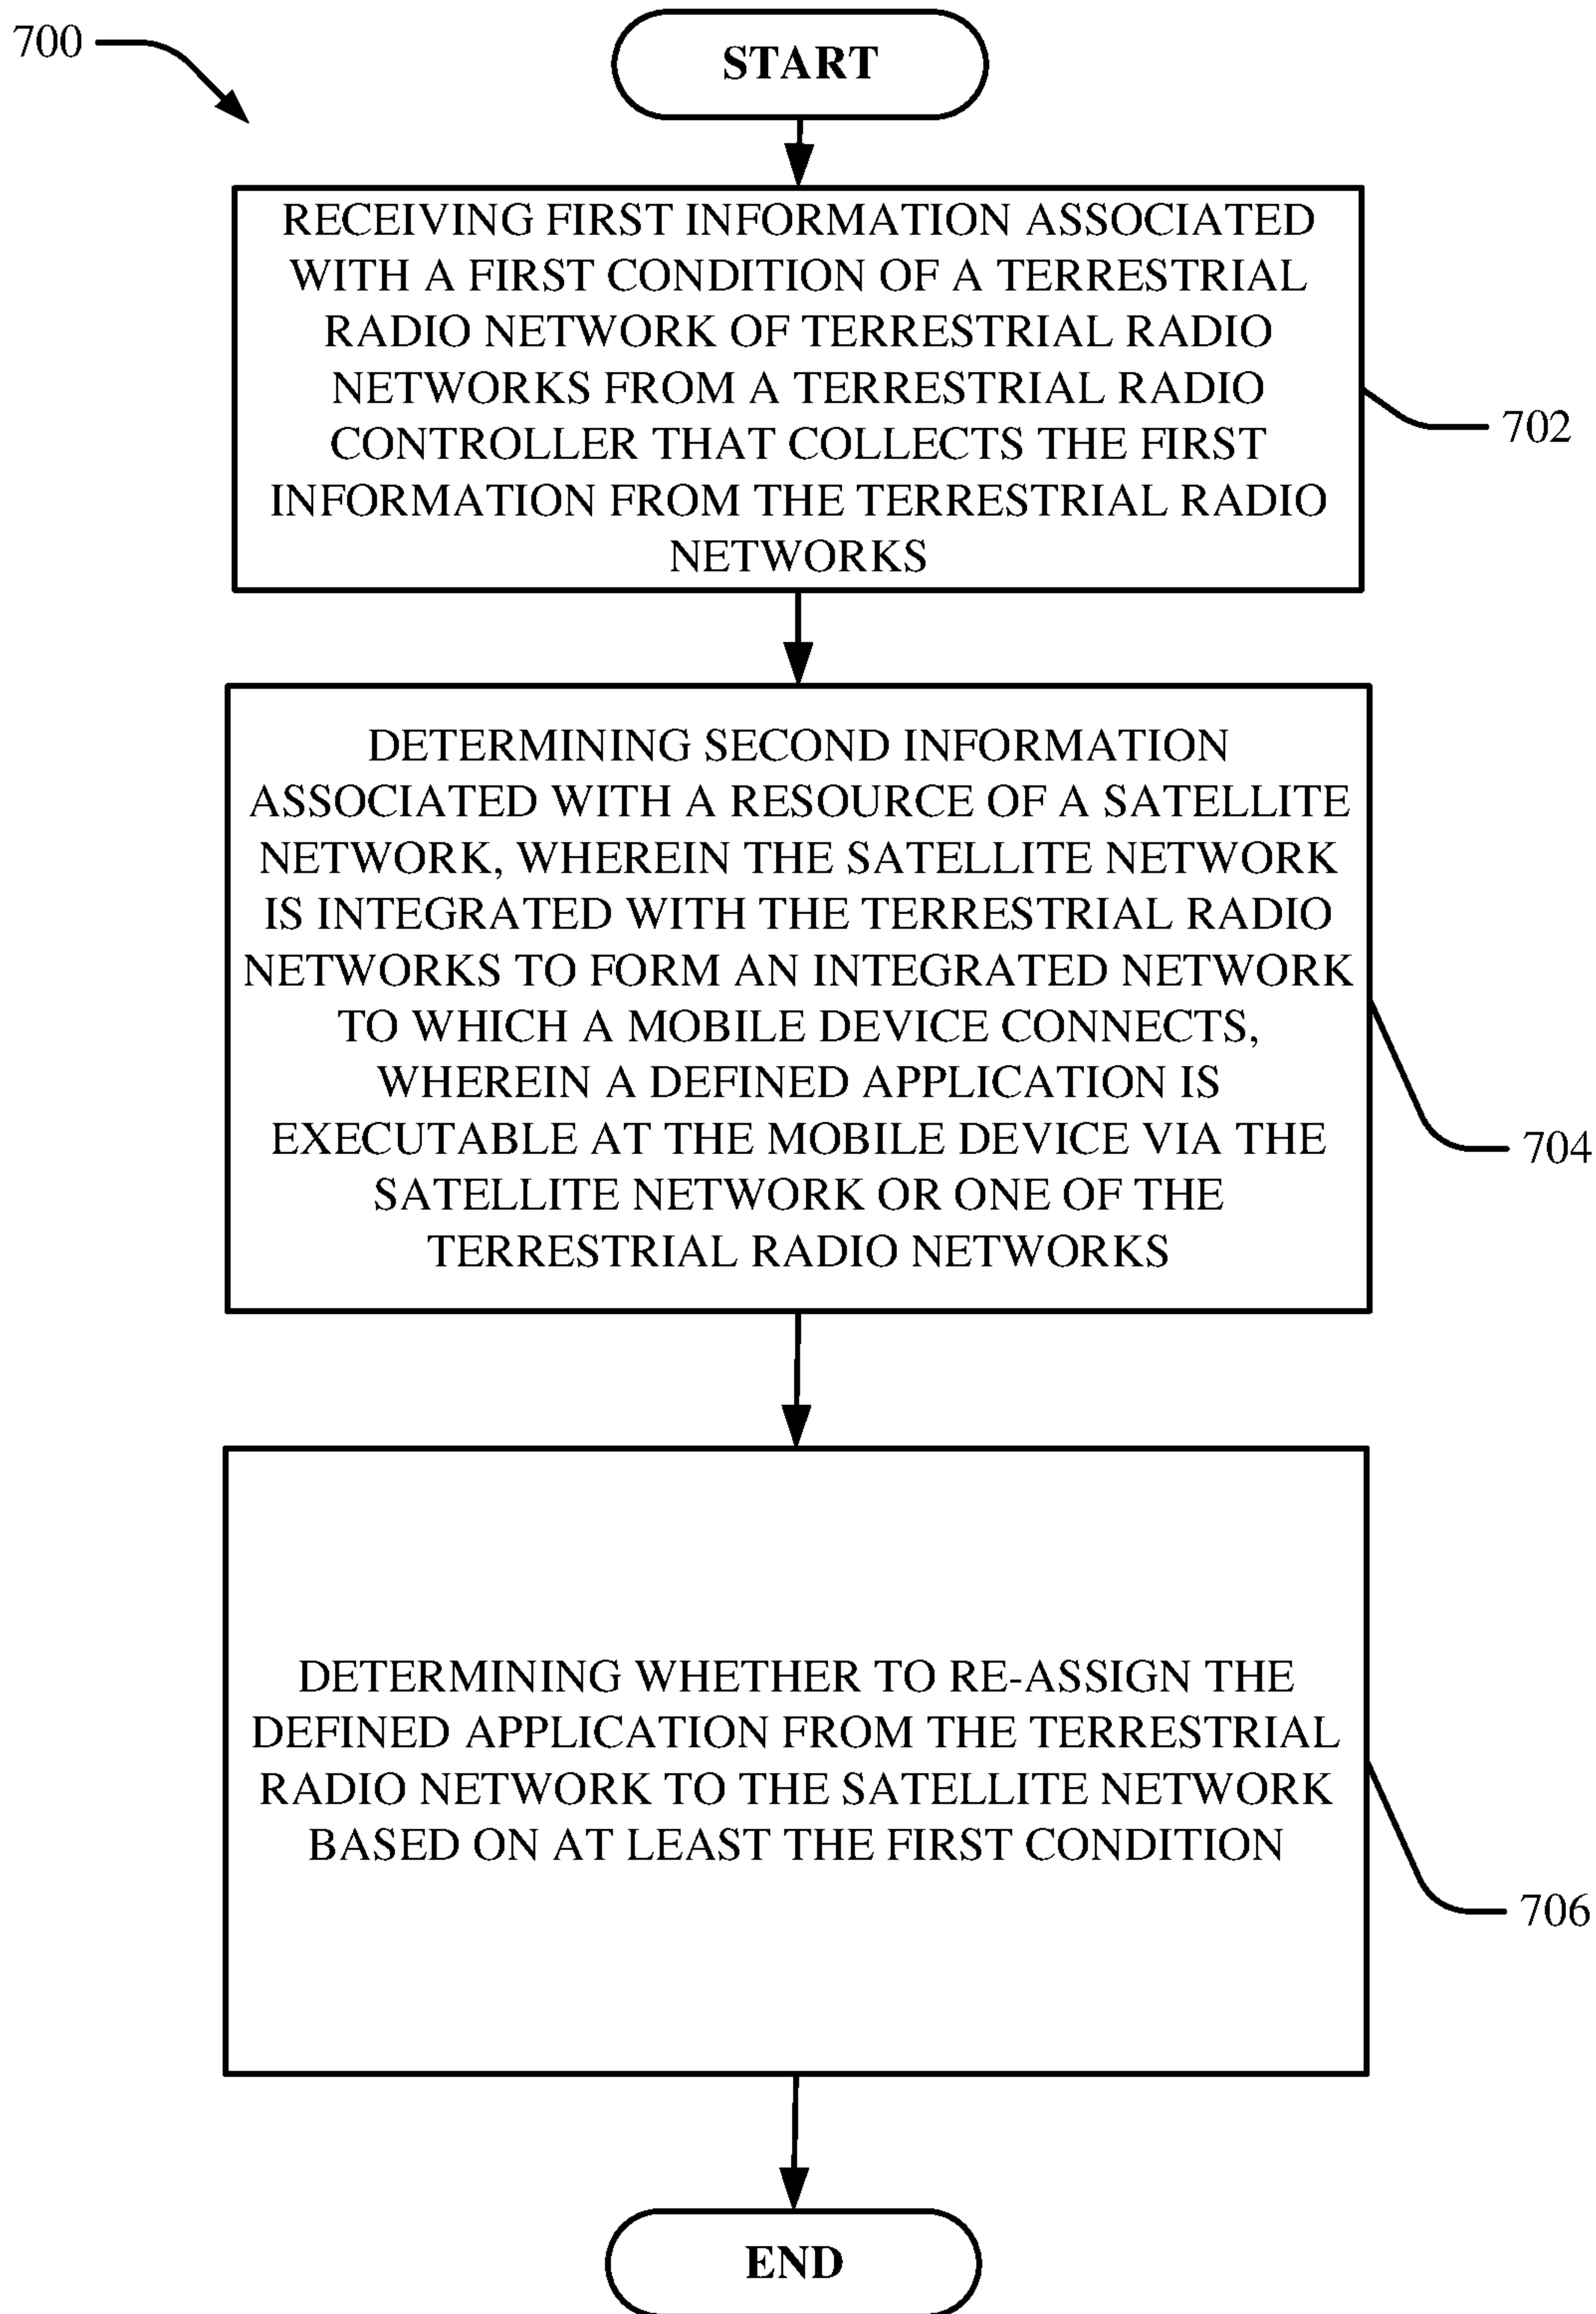 700
START
RECEIVING FIRST INFORMATION ASSOCIATED
WITH A FIRST CONDITION OF A TERRESTRIAL
RADIO NETWORK OF TERRESTRIAL RADIO
NETWORKS FROM A TERRESTRIAL RADIO
CONTROLLER THAT COLLECTS THE FIRST
INFORMATION FROM THE TERRESTRIAL RADIO
NETWORKS
702
DETERMINING SECOND INFORMATION
ASSOCIATED WITH A RESOURCE OF A SATELLITE
NETWORK, WHEREIN THE SATELLITE NETWORK
IS INTEGRATED WITH THE TERRESTRIAL RADIO
NETWORKS TO FORM AN INTEGRATED NETWORK
TO WHICH A MOBILE DEVICE CONNECTS,
WHEREIN A DEFINED APPLICATION IS
EXECUTABLE AT THE MOBILE DEVICE VIA THE
SATELLITE NETWORK OR ONE OF THE
TERRESTRIAL RADIO NETWORKS
704
DETERMINING WHETHER TO RE-ASSIGN THE
DEFINED APPLICATION FROM THE TERRESTRIAL
RADIO NETWORK TO THE SATELLITE NETWORK
BASED ON AT LEAST THE FIRST CONDITION
706
END